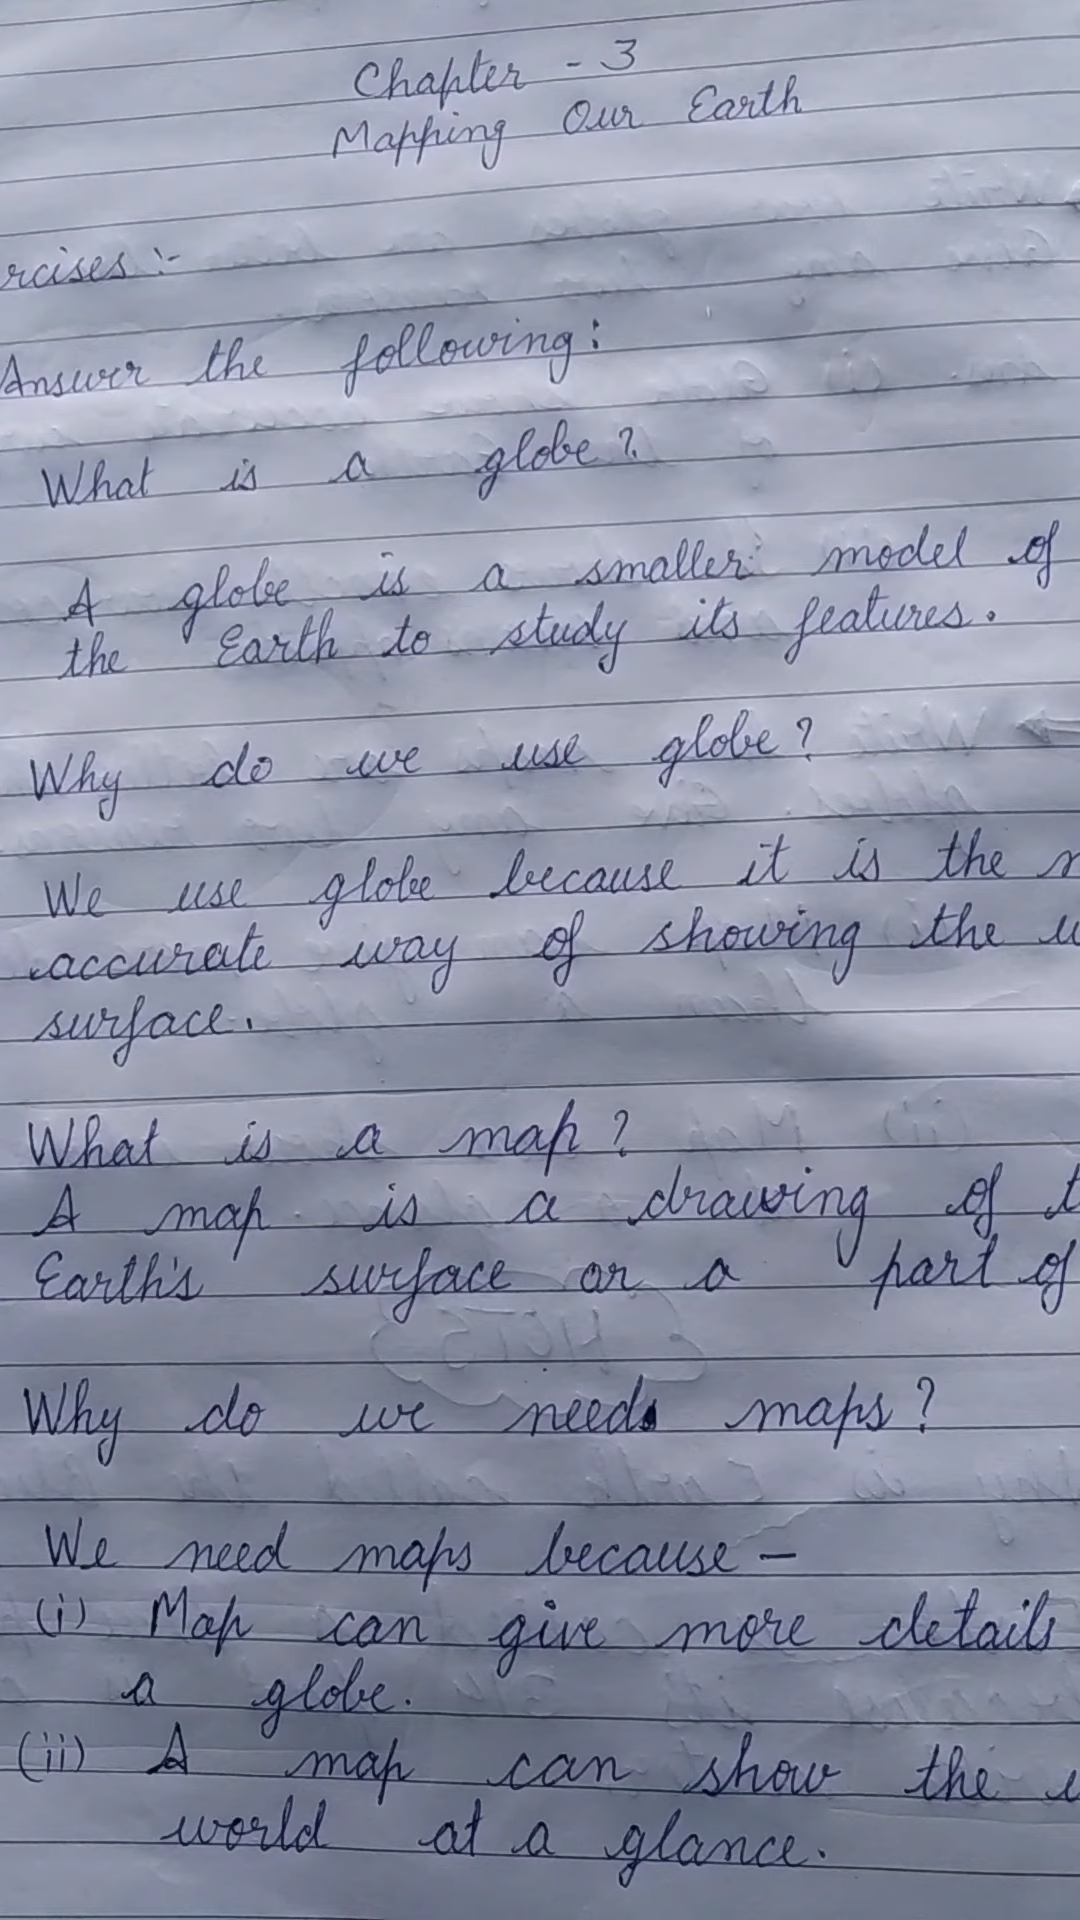 Chapter - 3
Mapping Our Earth
rcises :-
Answer the following:
What is a globe?
A globe is a smaller model of
the Earth to study its features.
Why do we use globe?
We use globe because it is the
accurate way of showing the
surface.
What is a map?
A map is a drawing of
Earth's surface or a part of
Why do we need maps?
We need maps because –
(i) Map can give more details
a globe.
(ii) A map can show the
world at a glance.